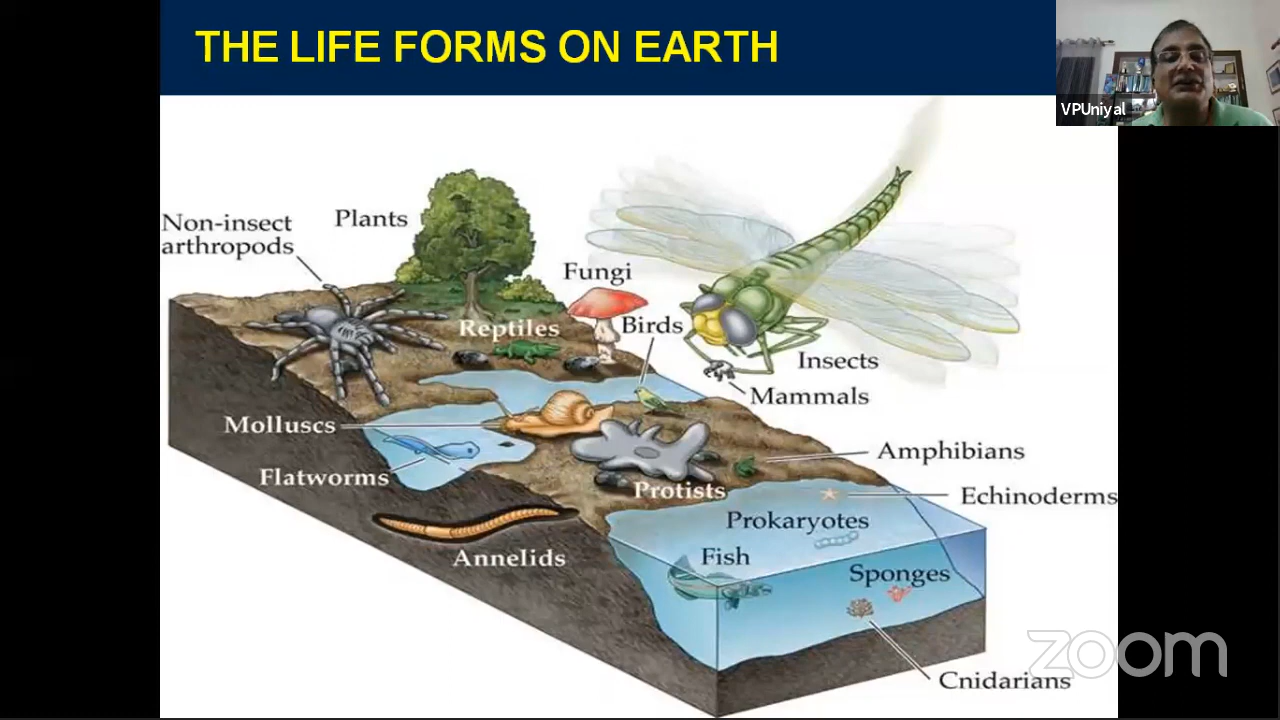 THE LIFE FORMS ON EARTH
VPUniyal
Non-insect
arthropods
Plants
Fungi
Reptiles
Birds
Insects
Mammals
Molluscs
Flatworms
Amphibians
Protists
Echinoderms
Prokaryotes
Annelids
Fish
Sponges
Cnidarians
zoom